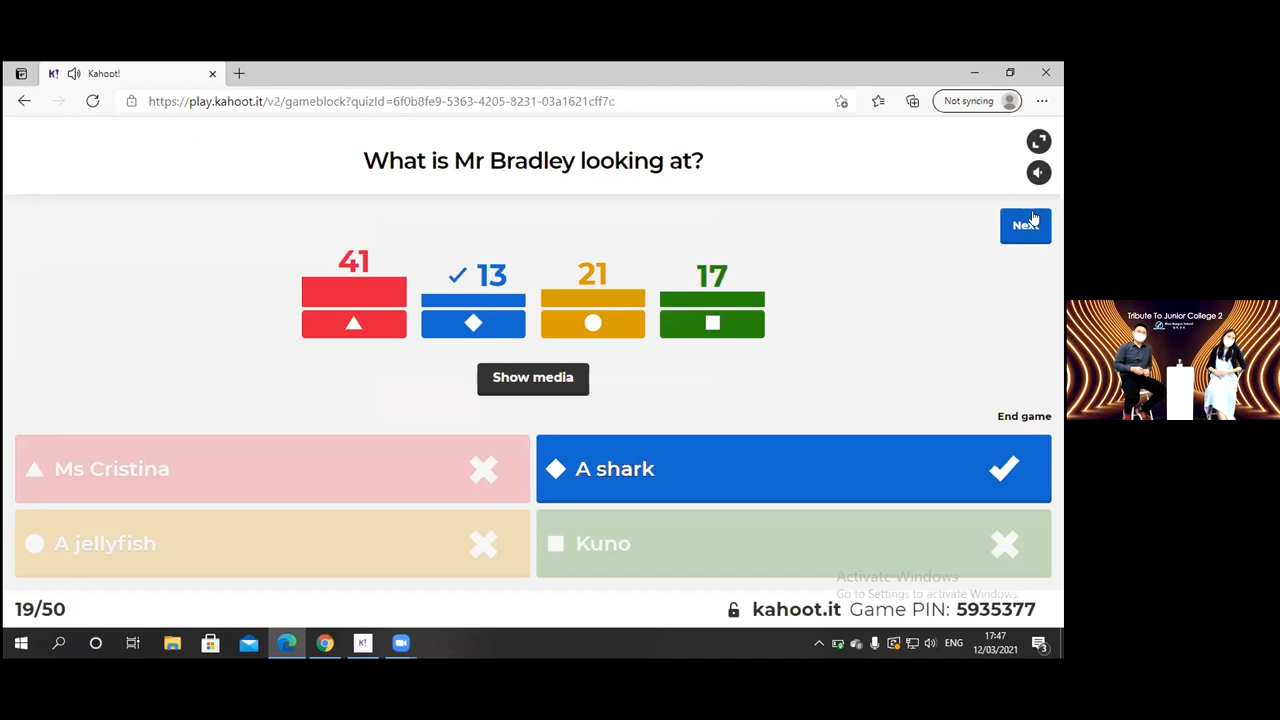 Kahoot!
https://play.kahoot.it/v2/gameblock?quizId=6f0b8fe9-5363-4205-8231-03a1621cff7c
Not syncing
What is Mr Bradley looking at?
Next
41
13
21
17
Show media
End game
Ms Cristina
A shark
A jellyfish
Kuno
Activate Windows
Go to Settings to activate Windows.
19/50
kahoot.it Game PIN: 5935377
ENG
17:47
12/03/2021
3
Tribute To Junior College 2